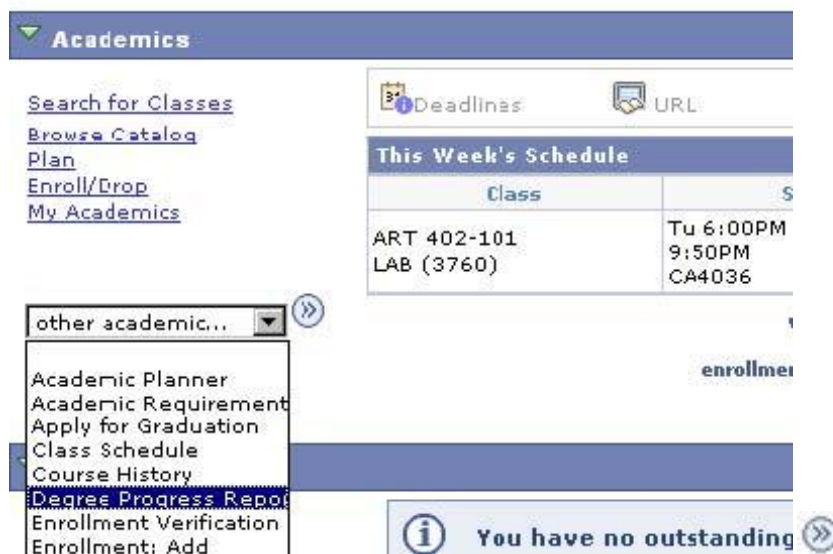 Academics
Search for Classes
Browse Catalog
Plan
Enroll/Drop
My Academics
other academic...
Academic Planner
Academic Requirement
Apply for Graduation
Class Schedule
Course History
Degree Progress Repo
Enrollment Verification
Enrollment: Add
Deadlines URL
This Week's Schedule
Class S
ART 402-101
LAB (3760)
Tu 6:00PM
9:50PM
CA4036
enrollme
You have no outstanding